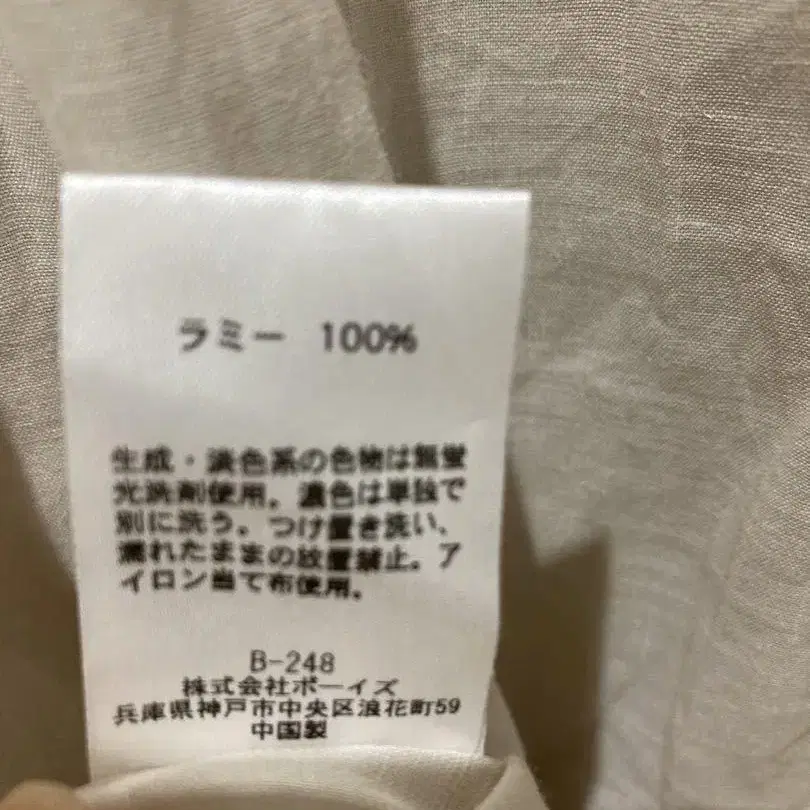 ラミー 100%
生成・淡色系の色物は無蛍
光洗剤使用。濃色は単独で
別に洗う。つけ置き洗い、
濡れたままの放置禁止。ア
イロン当て布使用。
B-248
株式会社ボーイズ
兵庫県神戸市中央区浪花町59
中国製